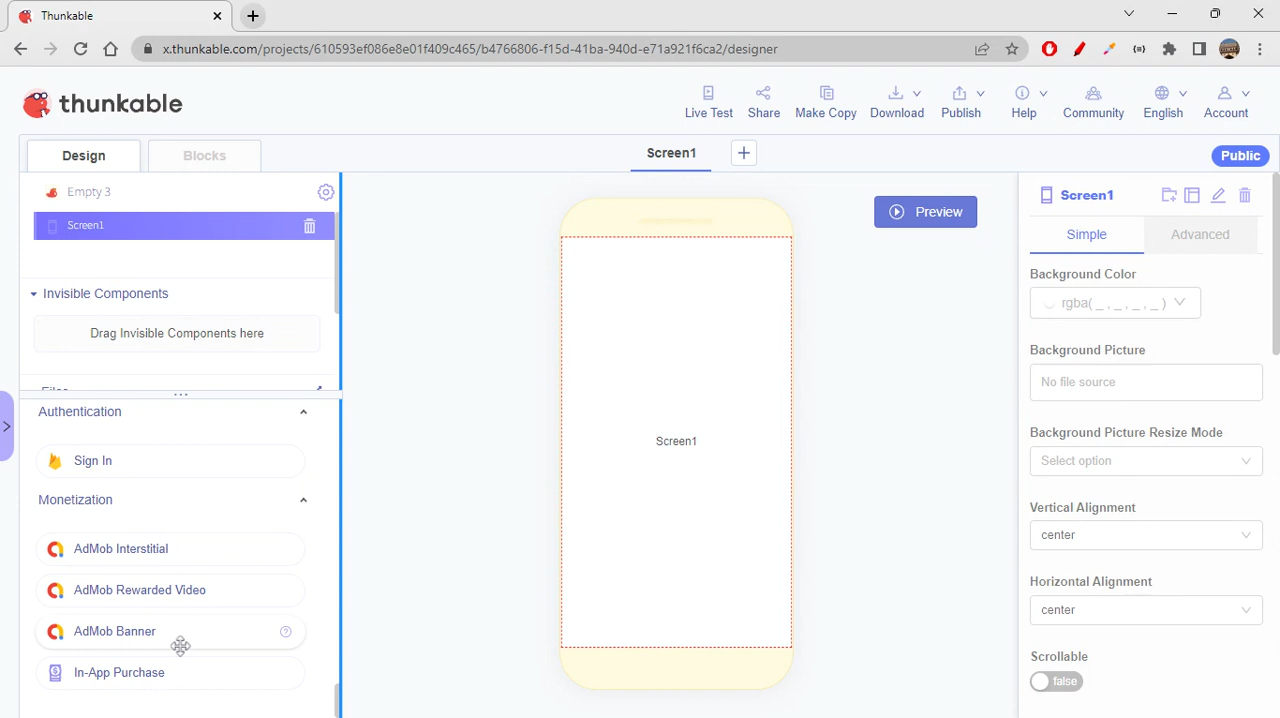 Thunkable
x.thunkable.com/projects/610593ef086e8e01f409c465/b4766806-f15d-41ba-940d-e71a921f6ca2/designer
thunkable
Live Test
Share
Make Copy
Download
Publish
Help
Community
English
Account
Design
Blocks
Screen1
Public
Empty 3
Screen1
Invisible Components
Drag Invisible Components here
Authentication
Sign In
Monetization
AdMob Interstitial
AdMob Rewarded Video
AdMob Banner
In-App Purchase
Preview
Screen1
Screen1
Simple
Advanced
Background Color
rgba( _ , _ , _ , _ )
Background Picture
No file source
Background Picture Resize Mode
Select option
Vertical Alignment
center
Horizontal Alignment
center
Scrollable
false